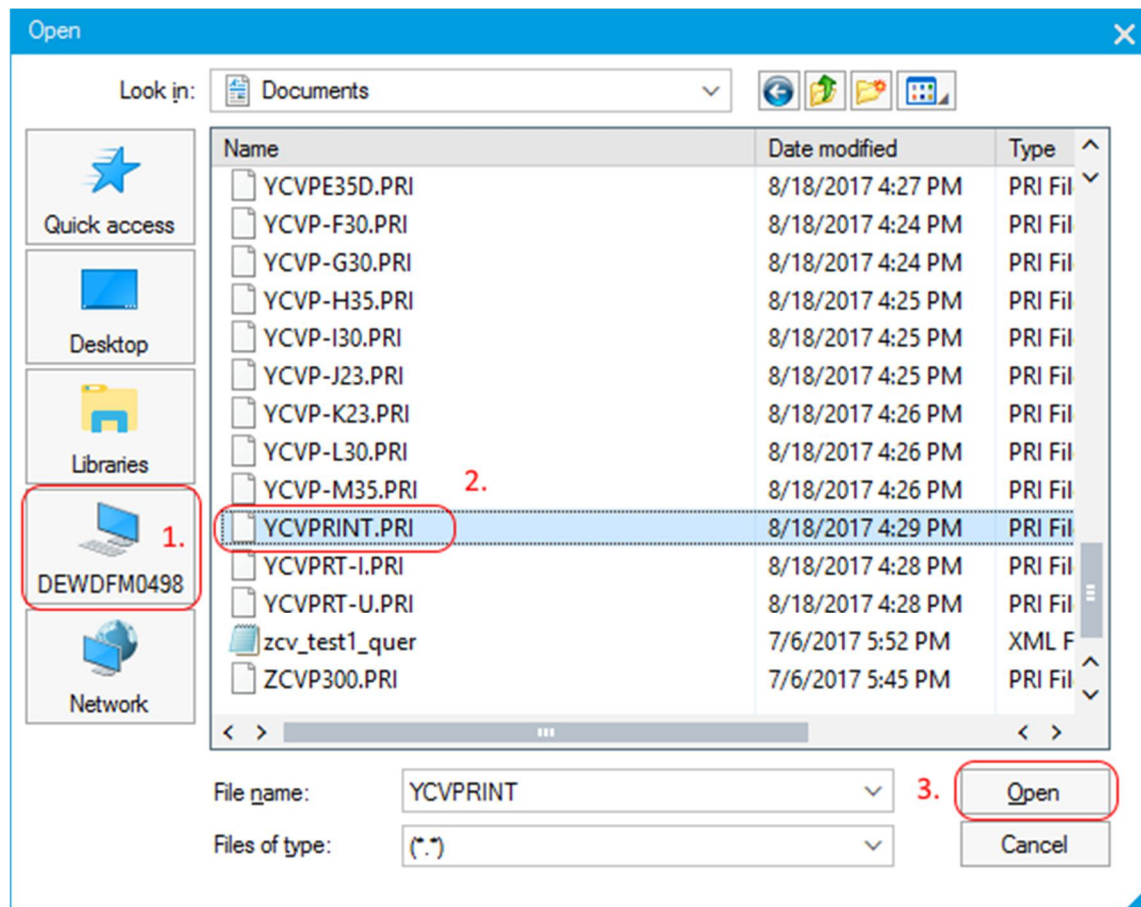 Open
Look in: Documents
Name Date modified Type
YCVPE35D.PRI 8/18/2017 4:27 PM PRI Fil
YCVP-F30.PRI 8/18/2017 4:24 PM PRI Fil
YCVP-G30.PRI 8/18/2017 4:24 PM PRI Fil
YCVP-H35.PRI 8/18/2017 4:25 PM PRI Fil
YCVP-I30.PRI 8/18/2017 4:25 PM PRI Fil
YCVP-J23.PRI 8/18/2017 4:25 PM PRI Fil
YCVP-K23.PRI 8/18/2017 4:26 PM PRI Fil
YCVP-L30.PRI 8/18/2017 4:26 PM PRI Fil
YCVP-M35.PRI 8/18/2017 4:26 PM PRI Fil
2.
YCVPRINT.PRI 8/18/2017 4:29 PM PRI Fil
YCVPRT-I.PRI 8/18/2017 4:28 PM PRI Fil
YCVPRT-U.PRI 8/18/2017 4:28 PM PRI Fil
zcv_test1_quer 7/6/2017 5:52 PM XML F
ZCVP300.PRI 7/6/2017 5:45 PM PRI Fil
Quick access
Desktop
Libraries
1.
DEWDFM0498
Network
File name: YCVPRINT
3. Open
Files of type: (*.*)
Cancel